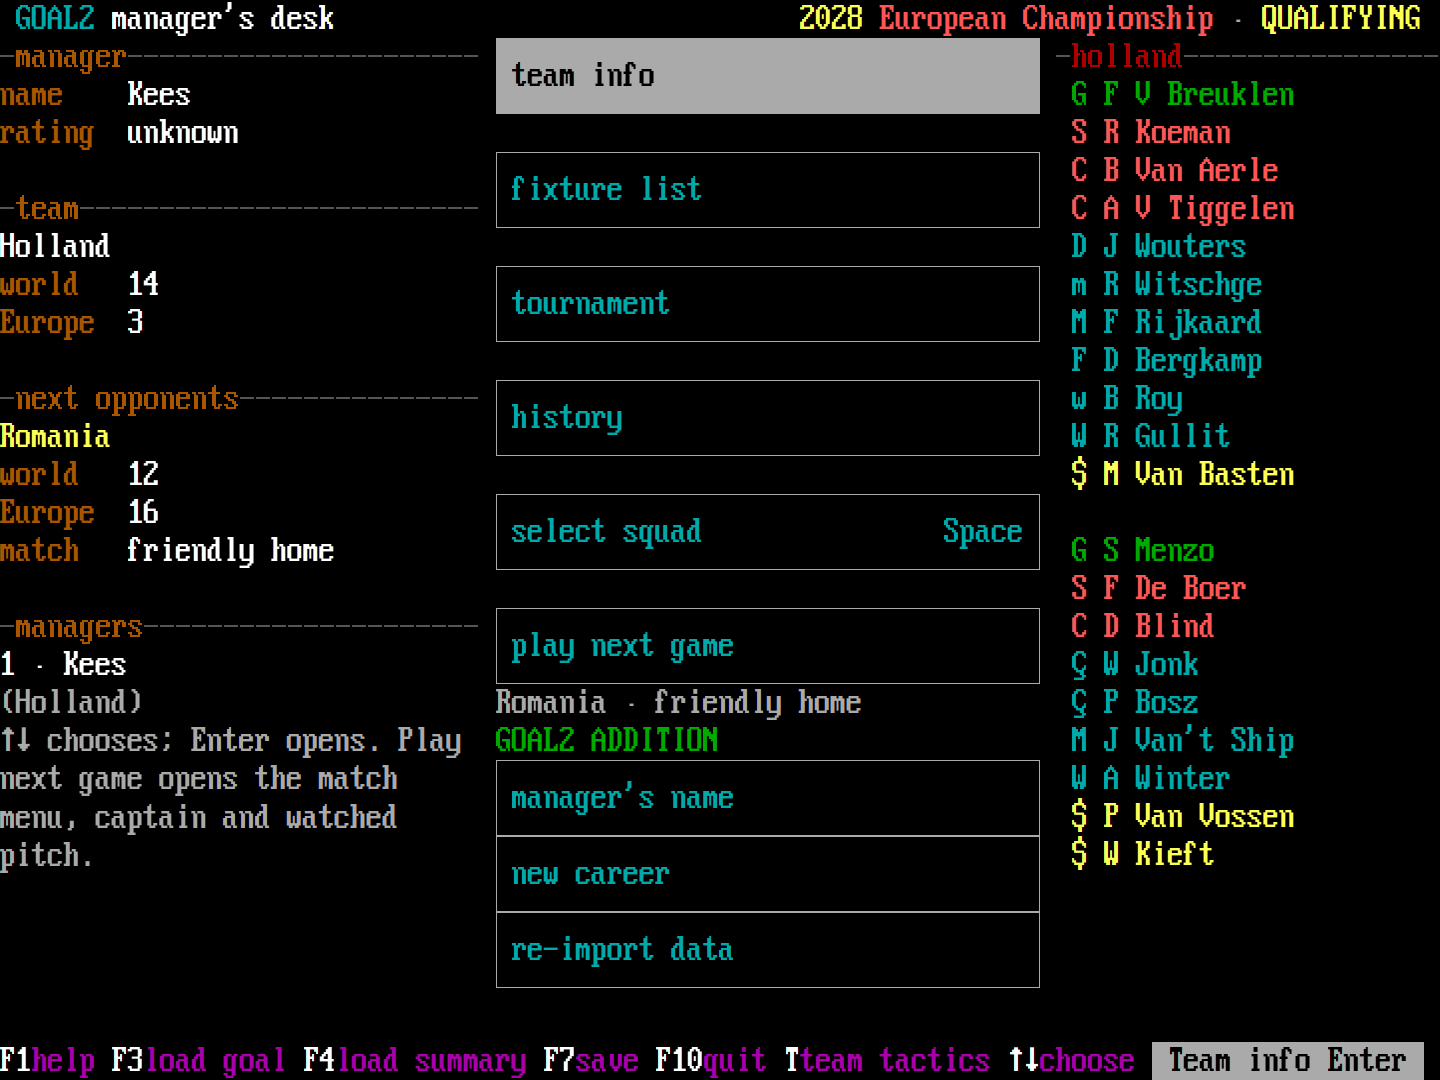 GOAL2 manager's desk
2028 European Championship · QUALIFYING
manager
name Kees
rating unknown
team
Holland
world 14
Europe 3
next opponents
Romania
world 12
Europe 16
match friendly home
managers
1 · Kees
(Holland)
↑↓ chooses; Enter opens. Play
next game opens the match
menu, captain and watched
pitch.
team info
fixture list
tournament
history
select squad Space
play next game
Romania · friendly home
GOAL2 ADDITION
manager's name
new career
re-import data
holland
G F V Breuklen
S R Koeman
C B Van Aerle
C A V Tiggelen
D J Wouters
m R Witschge
M F Rijkaard
F D Bergkamp
w B Roy
W R Gullit
$ M Van Basten
G S Menzo
S F De Boer
C D Blind
Ç W Jonk
Ç P Bosz
M J Van't Ship
W A Winter
$ P Van Vossen
$ W Kieft
F1help F3load goal F4load summary F7save F10quit Tteam tactics ↑↓choose Team info Enter